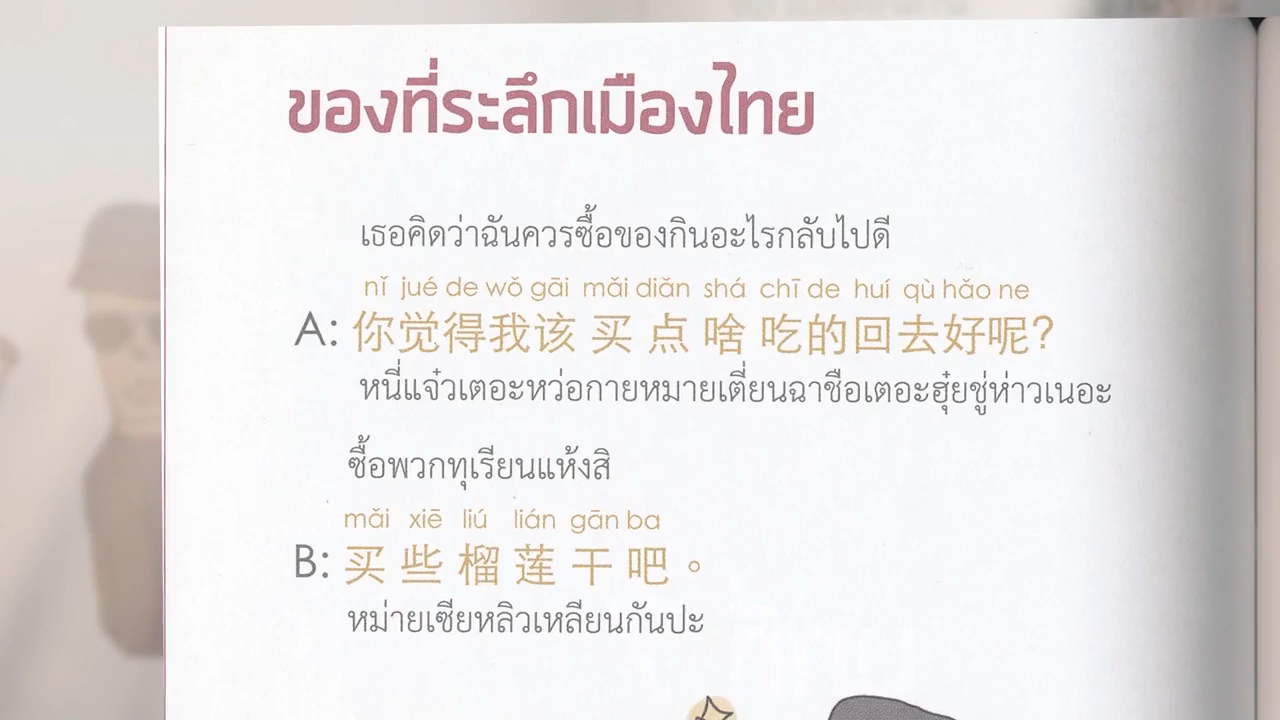 ของที่ระลึกเมืองไทย
เธอคิดว่าฉันควรซื้อของกินอะไรกลับไปดี
nǐ jué de wǒ gāi mǎi diǎn shá chī de huí qù hǎo ne
A: 你觉得我该买点啥吃的回去好呢?
หนี่แจ๋วเตอะหว่อกายหมายเตี่ยนฉาชือเตอะฮุ๋ยชู่ห่าวเนอะ
ซื้อพวกทุเรียนแห้งสิ
mǎi xiē liú lián gān ba
B: 买些榴莲干吧。
หม่ายเซียหลิวเหลียนกันปะ